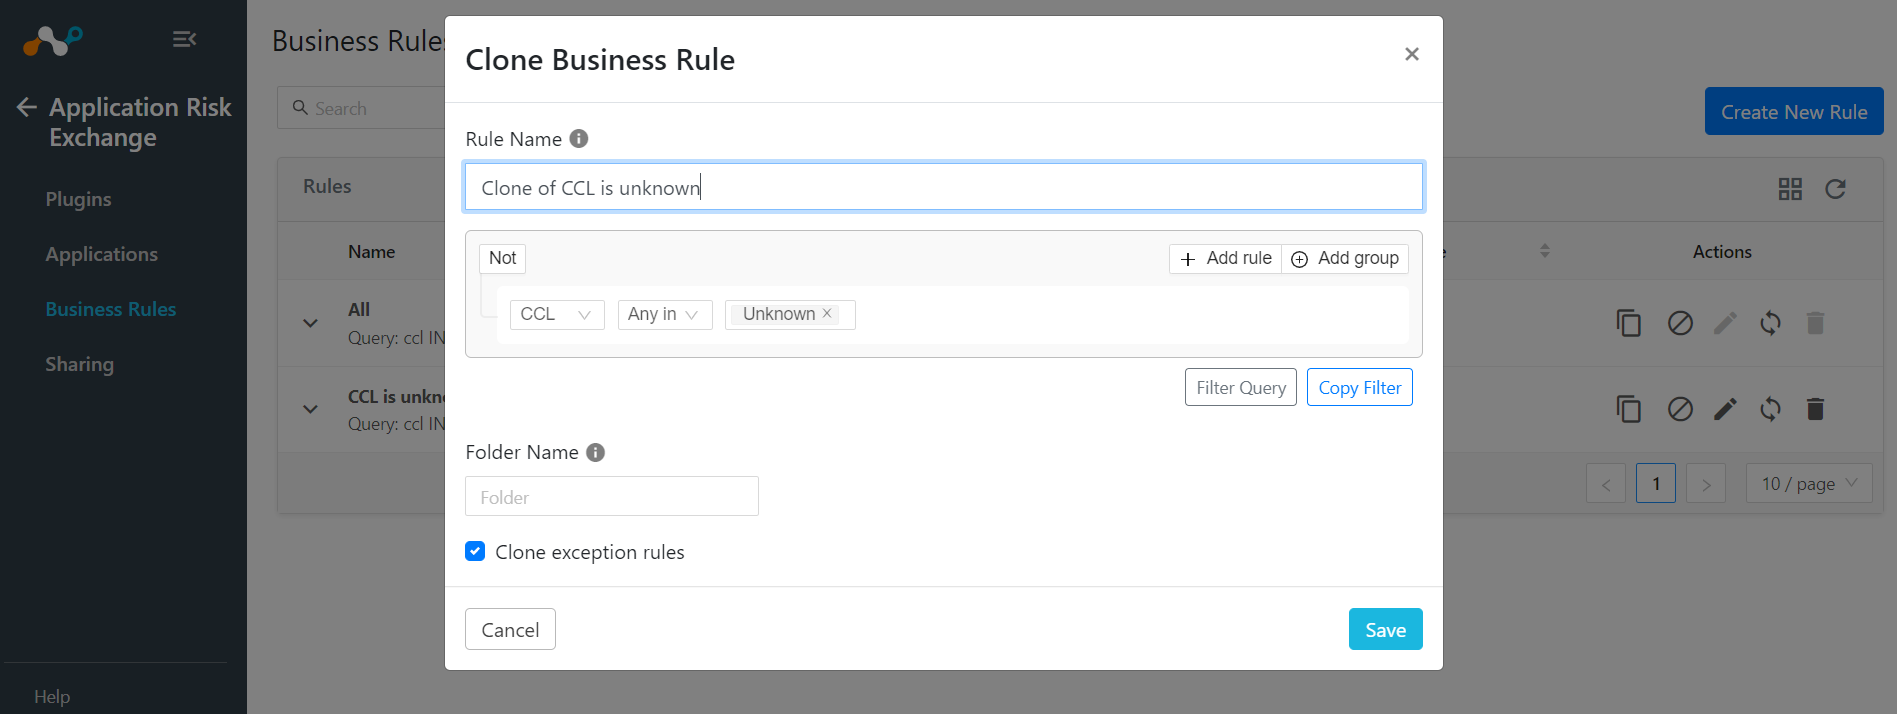 Application Risk
Exchange
Plugins
Applications
Business Rules
Sharing
Help
Business Rules
Search
Create New Rule
Rules
Name
Actions
All
Query: ccl IN
CCL is unkn
Query: ccl IN
1
10 / page
Clone Business Rule
Rule Name
Clone of CCL is unknown
Not
Add rule
Add group
CCL
Any in
Unknown
Filter Query
Copy Filter
Folder Name
Folder
Clone exception rules
Cancel
Save